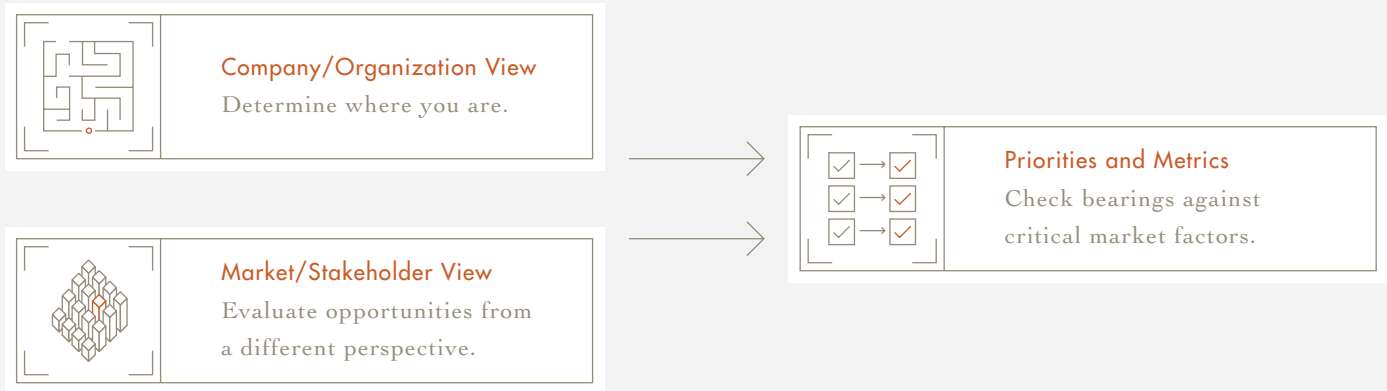 Company/Organization View
Determine where you are.
Market/Stakeholder View
Evaluate opportunities from
a different perspective.
Priorities and Metrics
Check bearings against
critical market factors.